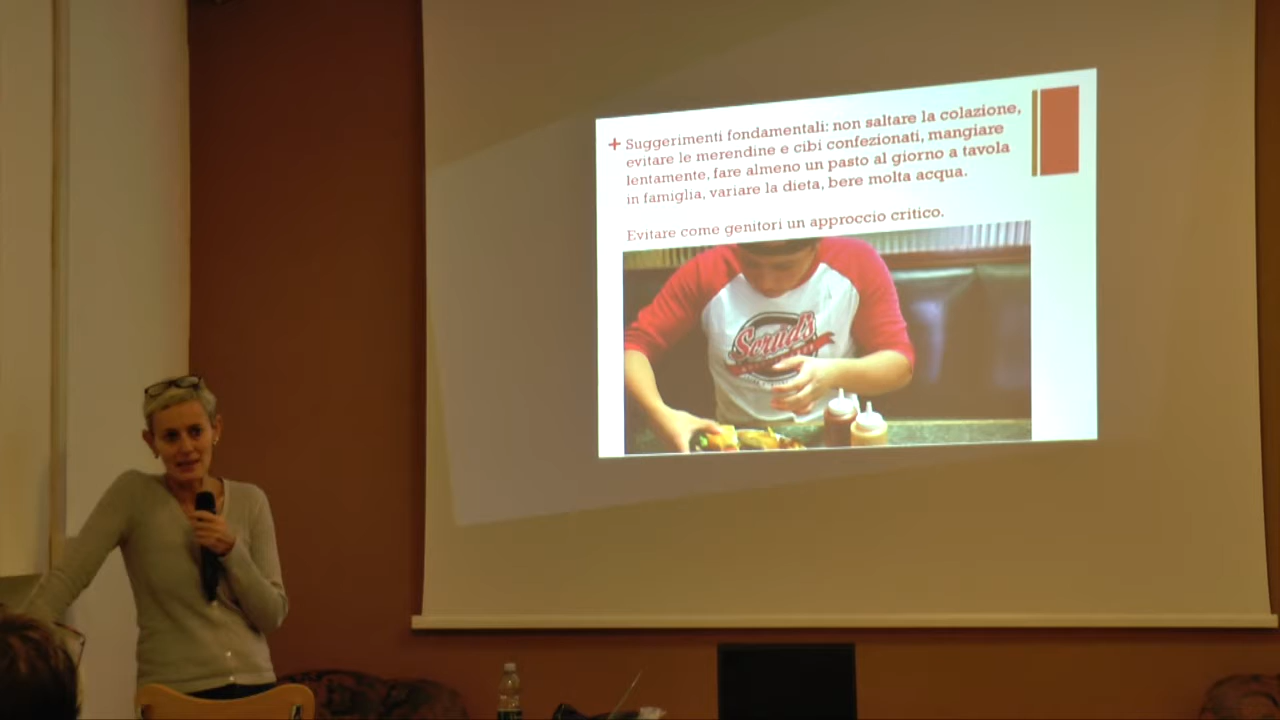 + Suggerimenti fondamentali: non saltare la colazione,
evitare le merendine e cibi confezionati, mangiare
lentamente, fare almeno un pasto al giorno a tavola
in famiglia, variare la dieta, bere molta acqua.
Evitare come genitori un approccio critico.